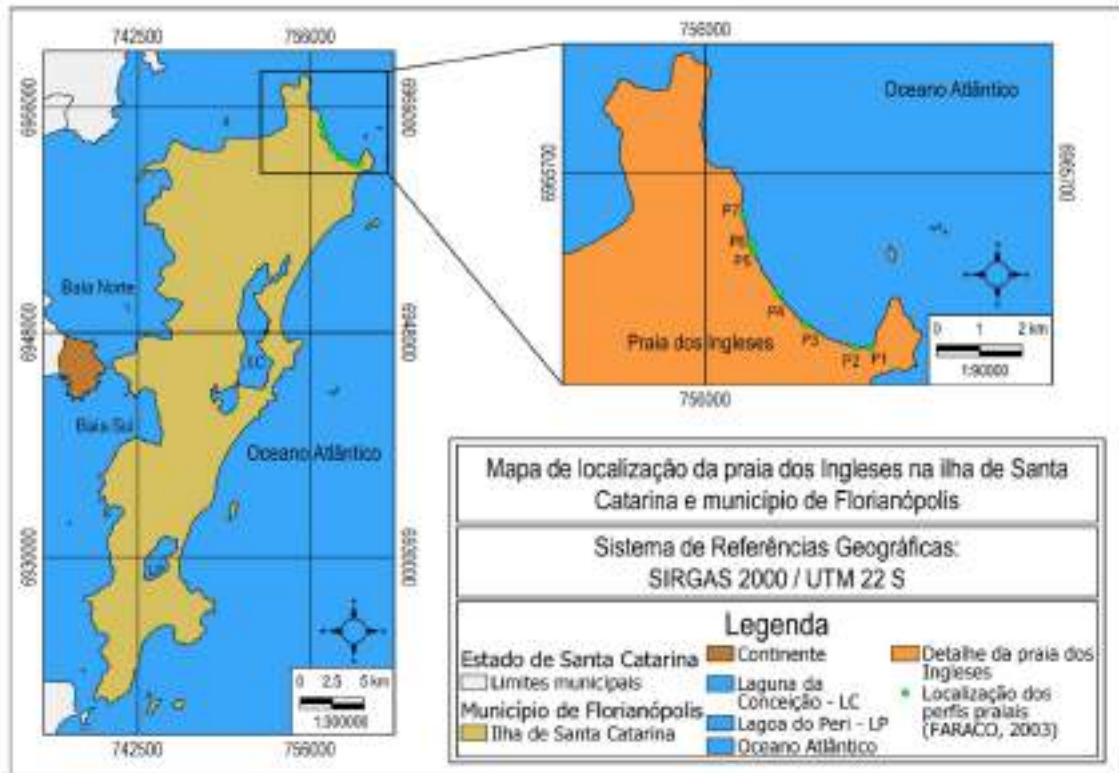 742500 756000
6966000
6966000
Baia Norte
6948000
6948000
LC
Baia Sul
Oceano Atlântico
6930000
6930000
LP
0 2.5 5 km
1:300000
742500 756000
756000
Oceano Atlântico
6955700
6955700
P7
P6
P5
P4
P3
P2 P1
Praia dos Ingleses
0 1 2 km
1:90000
756000
Mapa de localização da praia dos Ingleses na ilha de Santa
Catarina e município de Florianópolis
Sistema de Referências Geográficas:
SIRGAS 2000 / UTM 22 S
Legenda
Estado de Santa Catarina
Limites municipais
Município de Florianópolis
Ilha de Santa Catarina
Continente
Laguna da
Conceição - LC
Lagoa do Peri - LP
Oceano Atlântico
Detalhe da praia dos
Ingleses
Localização dos
perfis praiais
(FARACO, 2003)